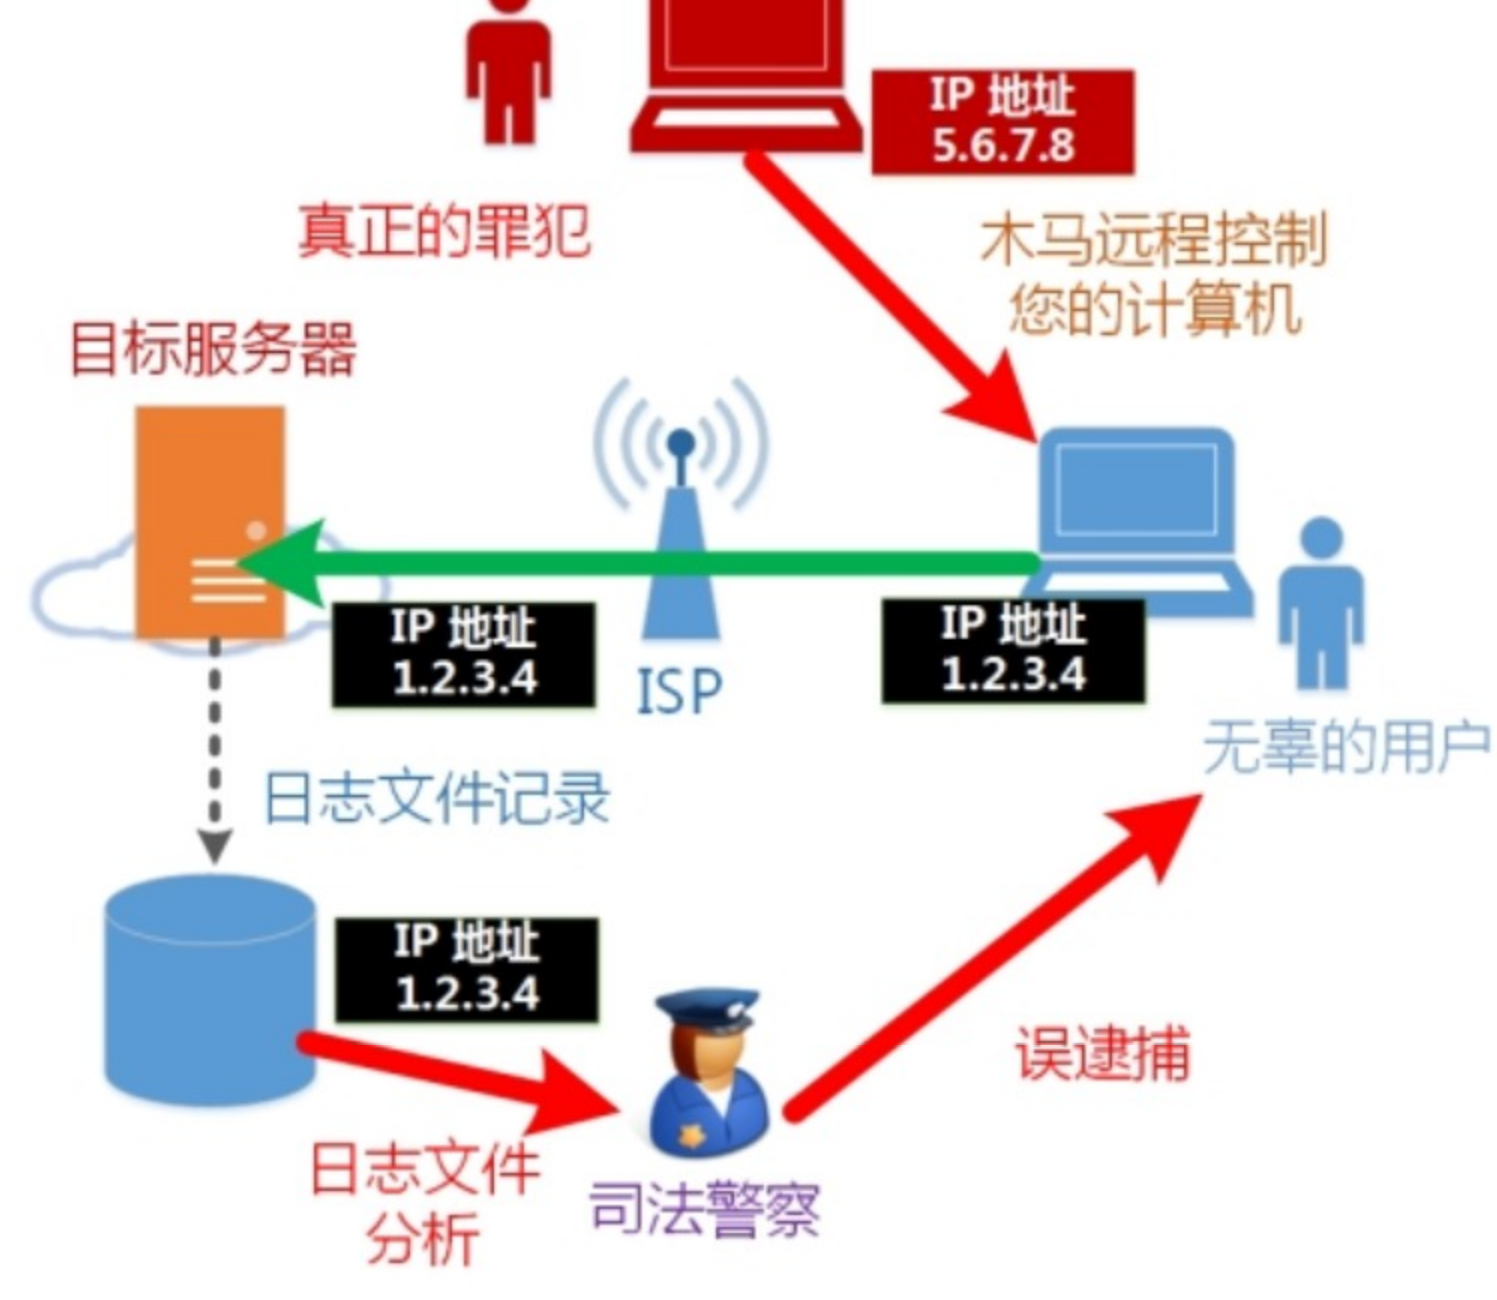 IP 地址
5.6.7.8
真正的罪犯
木马远程控制
您的计算机
目标服务器
IP 地址
1.2.3.4
ISP
IP 地址
1.2.3.4
无辜的用户
日志文件记录
IP 地址
1.2.3.4
误逮捕
日志文件
分析
司法警察